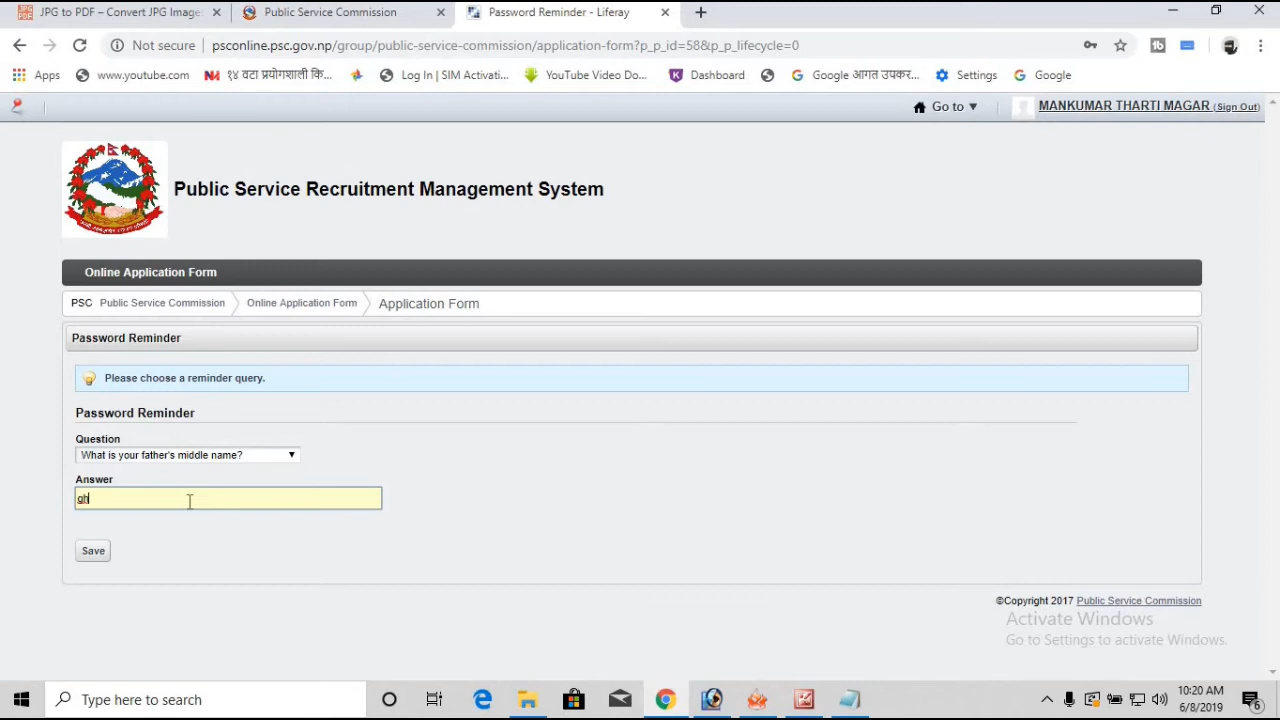 JPG to PDF – Convert JPG Images
Public Service Commission
Password Reminder - Liferay
Not secure
psconline.psc.gov.np/group/public-service-commission/application-form?p_p_id=58&p_p_lifecycle=0
Apps
www.youtube.com
१४ वटा प्रयोगशाली कि...
Log In | SIM Activati...
YouTube Video Do...
Dashboard
Google आगत उपकर...
Settings
Google
Go to ▼
MANKUMAR THARTI MAGAR (Sign Out)
Public Service Recruitment Management System
Online Application Form
PSC Public Service Commission Online Application Form Application Form
Password Reminder
Please choose a reminder query.
Password Reminder
Question
What is your father's middle name?
Answer
gh
Save
©Copyright 2017 Public Service Commission
Activate Windows
Go to Settings to activate Windows.
Type here to search
10:20 AM
6/8/2019
6